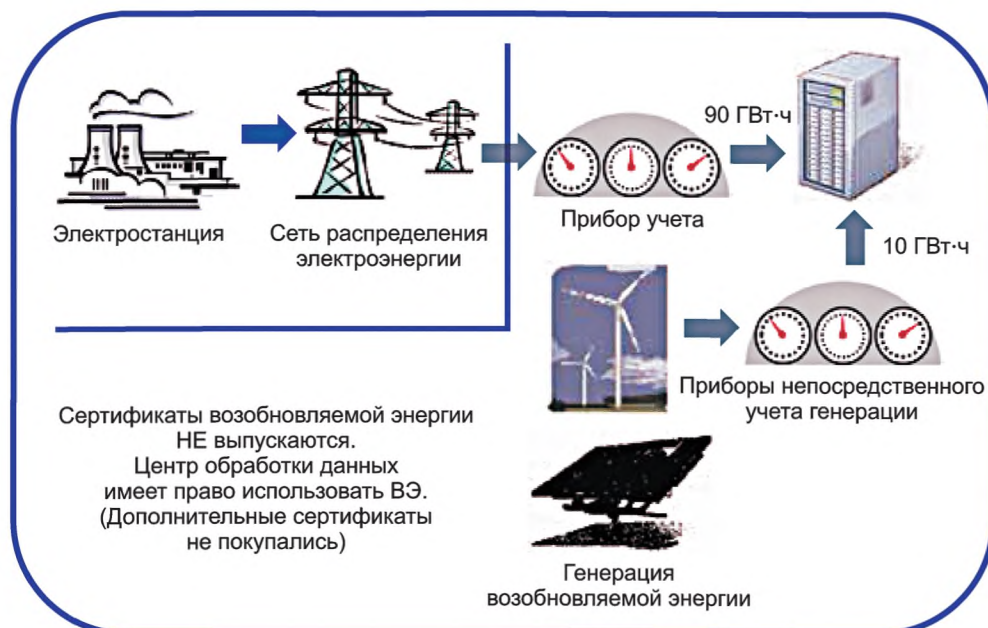 Электростанция
Сеть распределения
электроэнергии
Прибор учета
90 ГВт·ч
10 ГВт·ч
Приборы непосредственного
учета генерации
Сертификаты возобновляемой энергии
НЕ выпускаются.
Центр обработки данных
имеет право использовать ВЭ.
(Дополнительные сертификаты
не покупались)
Генерация
возобновляемой энергии